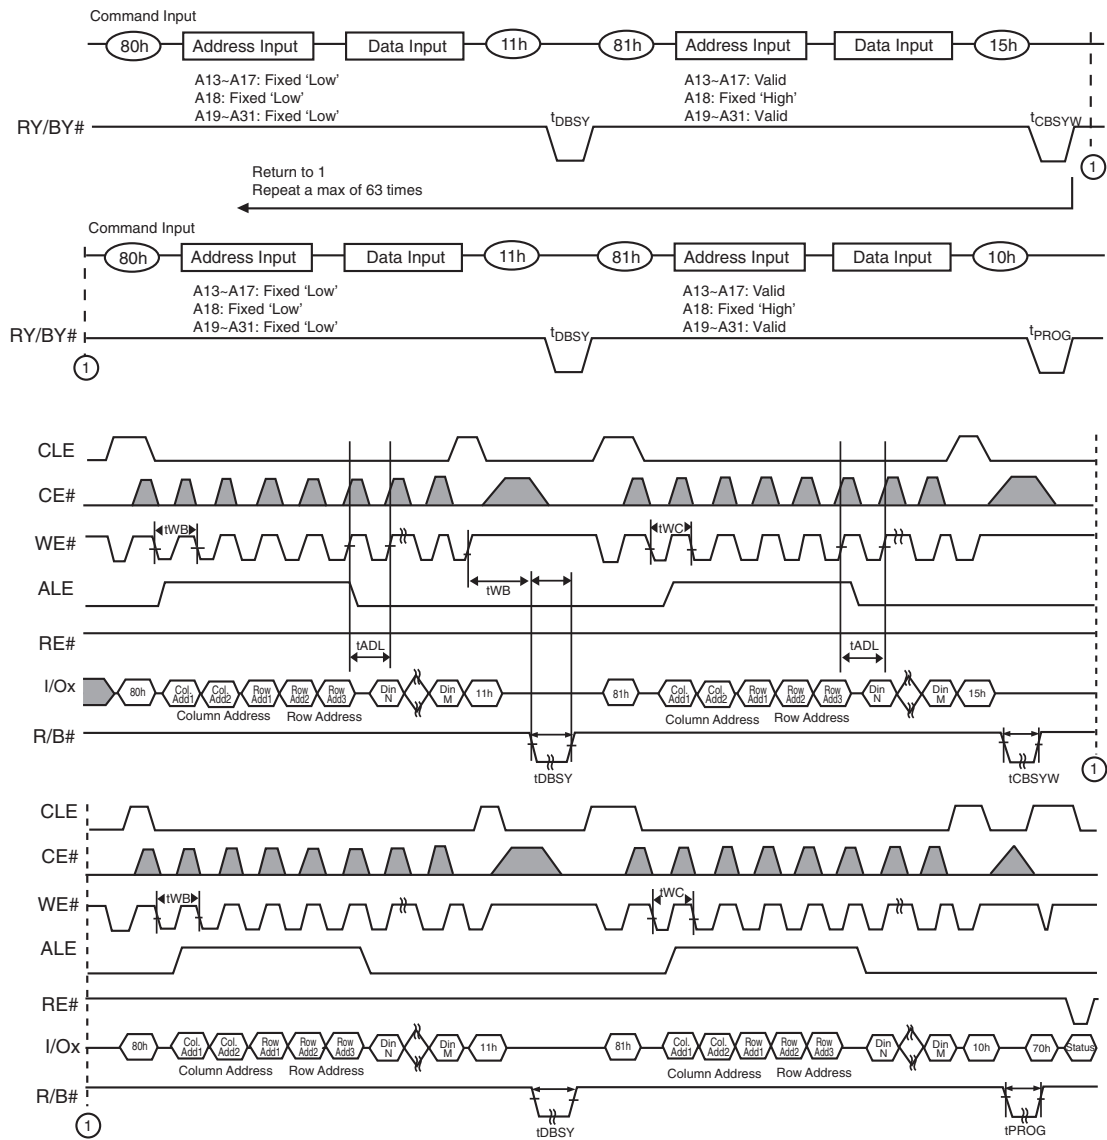 Command Input
80h Address Input Data Input 11h 81h Address Input Data Input 15h
A13~A17: Fixed 'Low' A13~A17: Valid
A18: Fixed 'Low' A18: Fixed 'High'
A19~A31: Fixed 'Low' A19~A31: Valid
RY/BY# tDBSY tCBSYW
1
Return to 1
Repeat a max of 63 times
Command Input
80h Address Input Data Input 11h 81h Address Input Data Input 10h
A13~A17: Fixed 'Low' A13~A17: Valid
A18: Fixed 'Low' A18: Fixed 'High'
A19~A31: Fixed 'Low' A19~A31: Valid
RY/BY# tDBSY tPROG
1
CLE
CE#
WE# tWB tWC
ALE tWB
RE# tADL tADL
I/Ox 80h Col. Add1 Col. Add2 Row Add1 Row Add2 Row Add3 Din N Din M 11h 81h Col. Add1 Col. Add2 Row Add1 Row Add2 Row Add3 Din N Din M 15h
Column Address Row Address Column Address Row Address
R/B# tDBSY tCBSYW
1
CLE
CE#
WE# tWB tWC
ALE
RE#
I/Ox 80h Col. Add1 Col. Add2 Row Add1 Row Add2 Row Add3 Din N Din M 11h 81h Col. Add1 Col. Add2 Row Add1 Row Add2 Row Add3 Din N Din M 10h 70h Status
Column Address Row Address Column Address Row Address
R/B# tDBSY tPROG
1